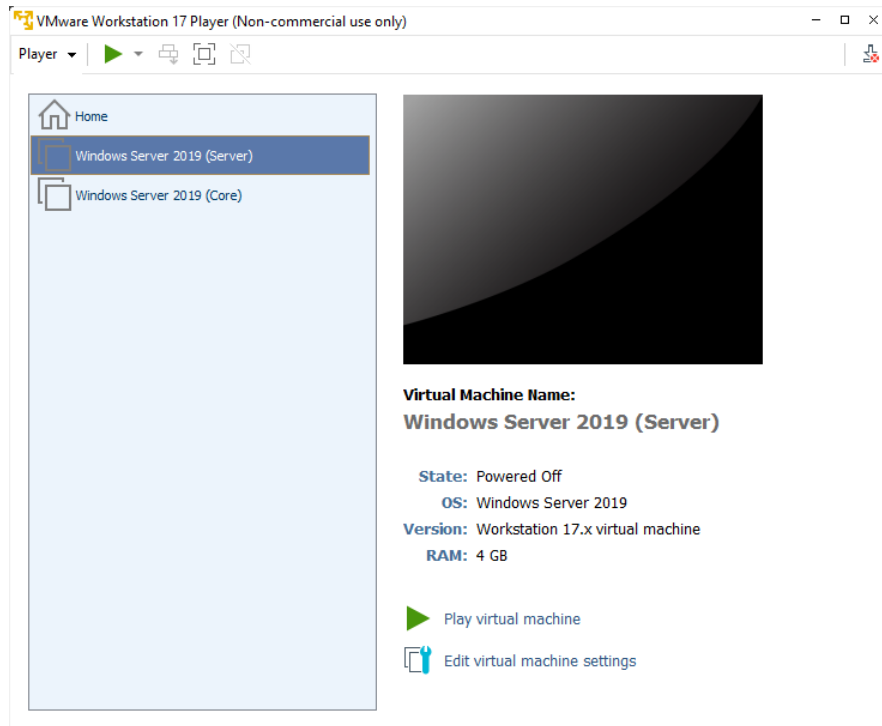 VMware Workstation 17 Player (Non-commercial use only)
Player
Home
Windows Server 2019 (Server)
Windows Server 2019 (Core)
Virtual Machine Name:
Windows Server 2019 (Server)
State: Powered Off
OS: Windows Server 2019
Version: Workstation 17.x virtual machine
RAM: 4 GB
Play virtual machine
Edit virtual machine settings